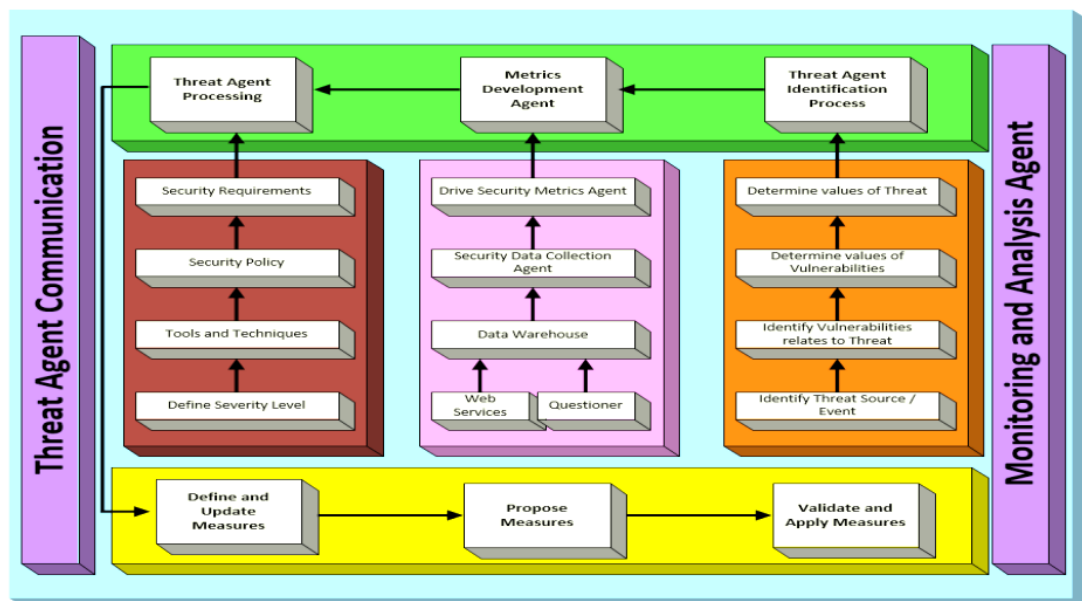 Threat Agent Communication
Threat Agent
Processing
Metrics
Development
Agent
Threat Agent
Identification
Process
Security Requirements
Security Policy
Tools and Techniques
Define Severity Level
Drive Security Metrics Agent
Security Data Collection
Agent
Data Warehouse
Web
Services
Questioner
Determine values of Threat
Determine values of
Vulnerabilities
Identify Vulnerabilities
relates to Threat
Identify Threat Source /
Event
Define and
Update
Measures
Propose
Measures
Validate and
Apply Measures
Monitoring and Analysis Agent